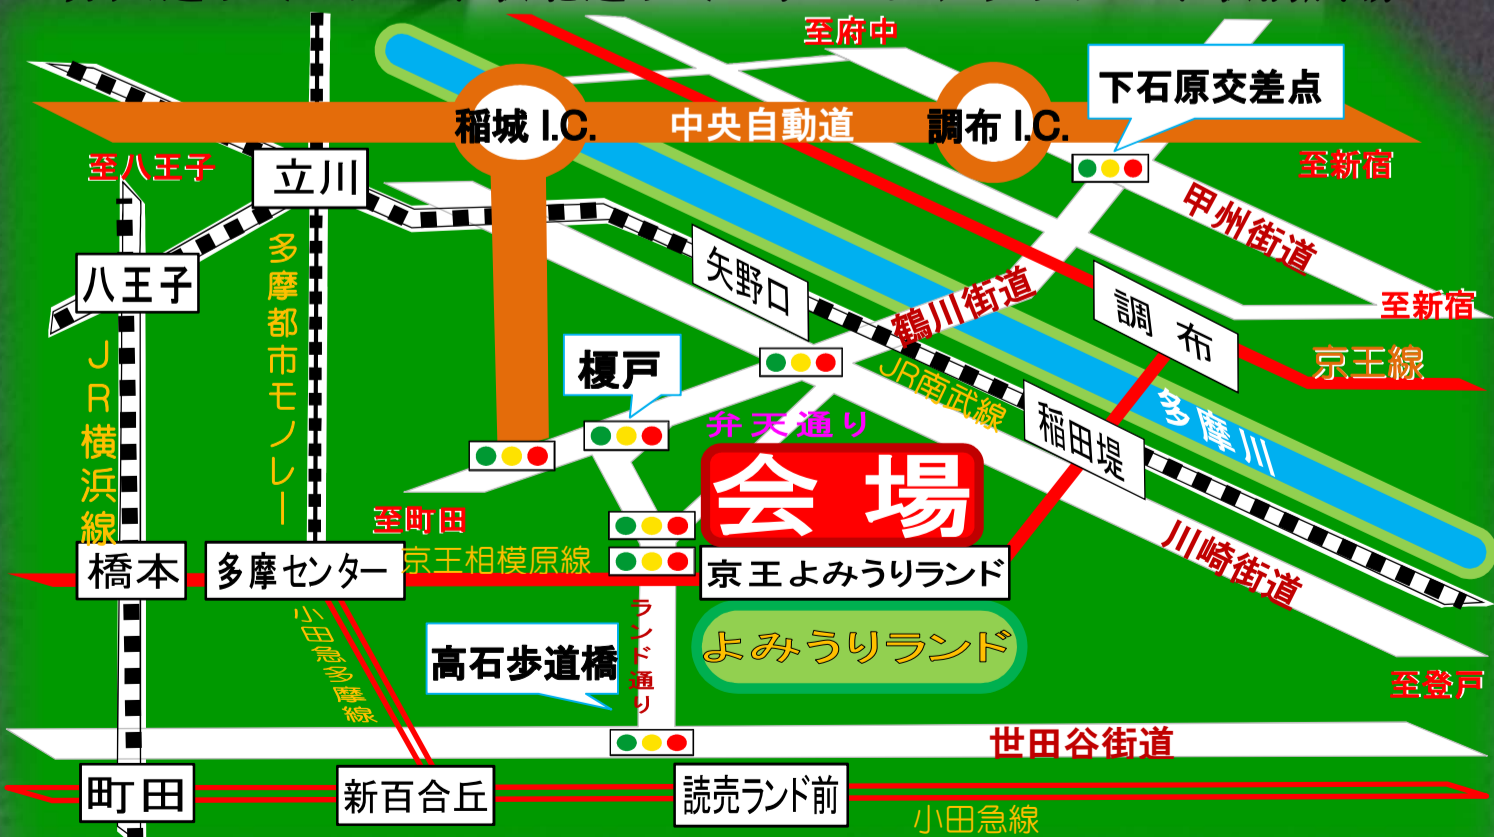 至府中
下石原交差点
稲城 I.C.
中央自動道
調布 I.C.
至八王子
立川
至新宿
甲州街道
八王子
多摩都市モノレー
矢野口
鶴川街道
調布
至新宿
JR横浜線
榎戸
京王線
JR南武線
弁天通り
稲田堤
多摩川
会場
至町田
京王相模原線
川崎街道
橋本
多摩センター
京王よみうりランド
小田急多摩線
ランド通り
よみうりランド
高石歩道橋
至登戸
世田谷街道
町田
新百合丘
読売ランド前
小田急線